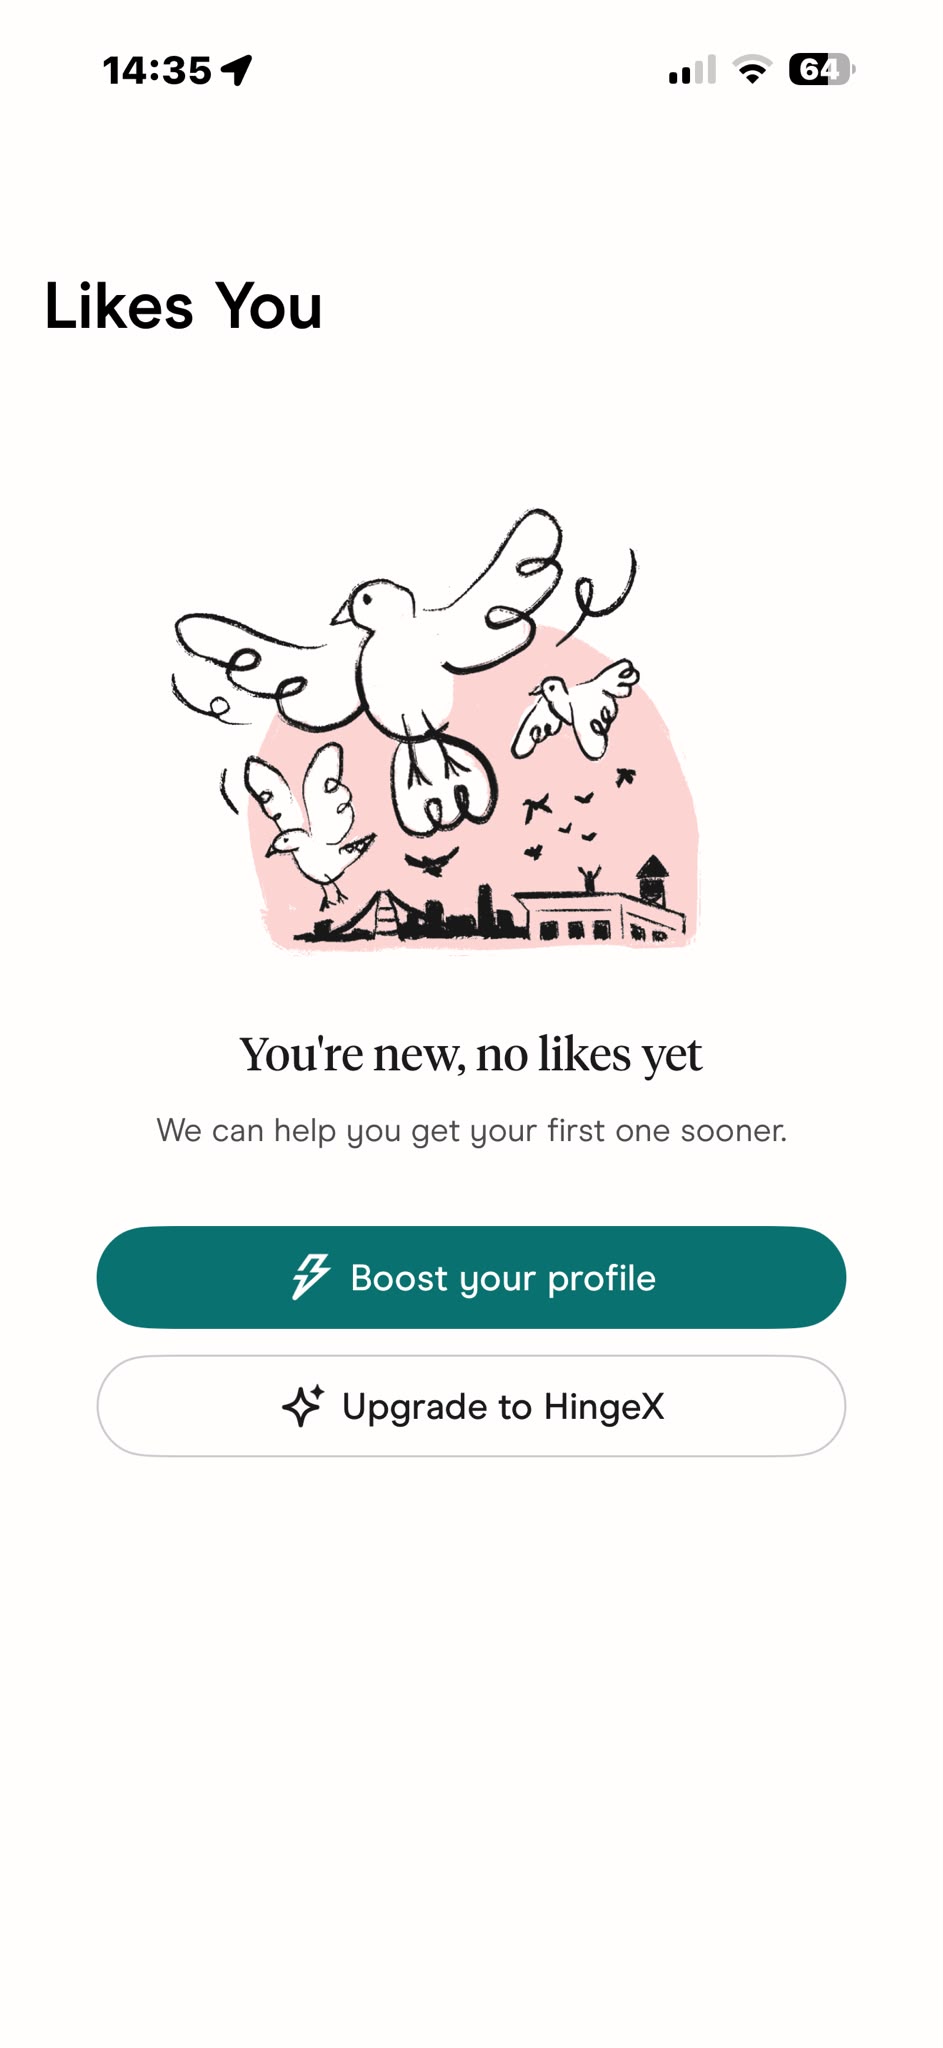 14:35
64
Likes You
You're new, no likes yet
We can help you get your first one sooner.
Boost your profile
Upgrade to HingeX